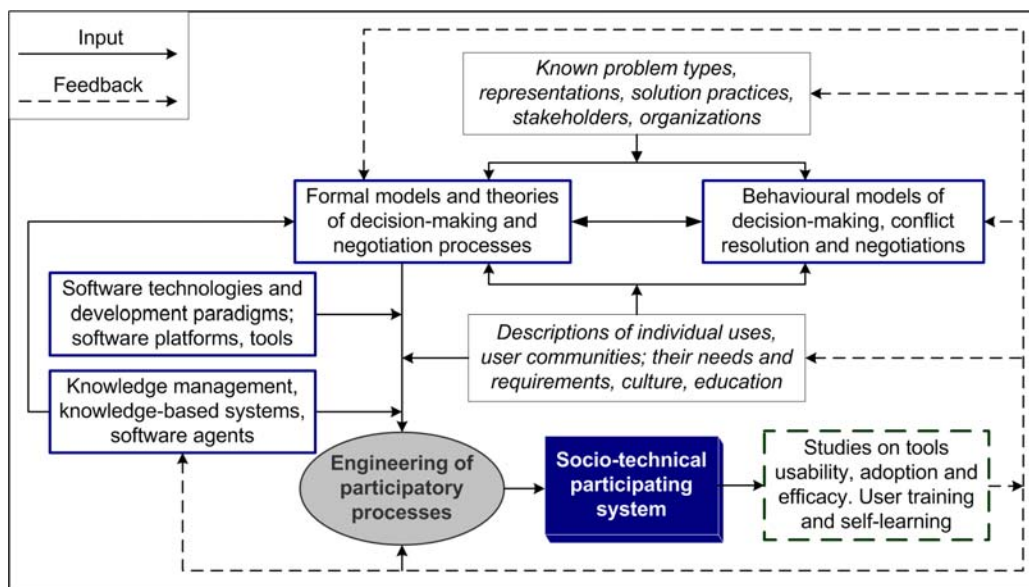 Input
Feedback
Known problem types,
representations, solution practices,
stakeholders, organizations
Formal models and theories
of decision-making and
negotiation processes
Behavioural models of
decision-making, conflict
resolution and negotiations
Software technologies and
development paradigms;
software platforms, tools
Descriptions of individual uses,
user communities; their needs and
requirements, culture, education
Knowledge management,
knowledge-based systems,
software agents
Engineering of
participatory
processes
Socio-technical
participating
system
Studies on tools
usability, adoption and
efficacy. User training
and self-learning